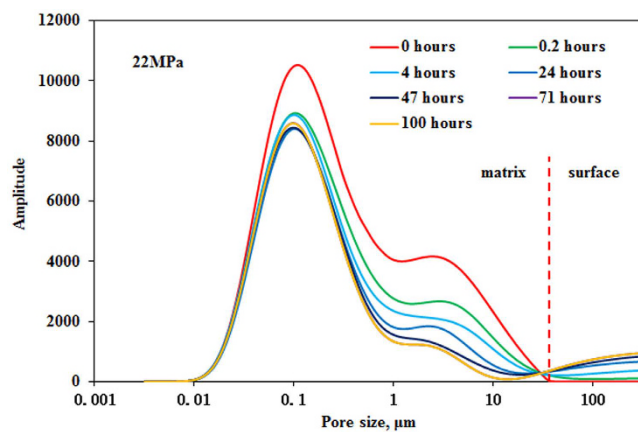 12000
10000
8000
6000
4000
2000
0
Amplitude
22MPa
0 hours
0.2 hours
4 hours
24 hours
47 hours
71 hours
100 hours
matrix
surface
0.001
0.01
0.1
1
10
100
Pore size, μm